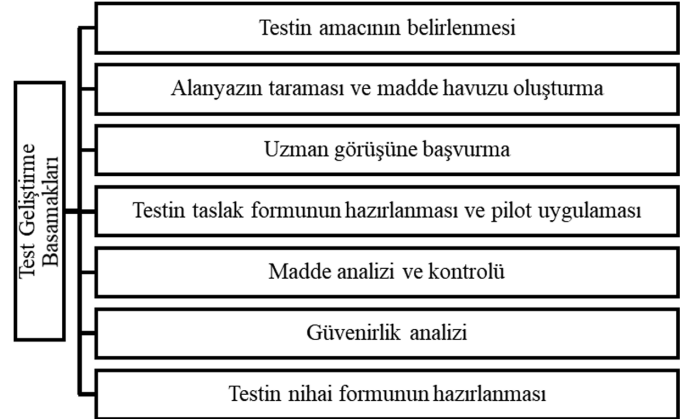 Test Geliştirme
Basamakları
Testin amacının belirlenmesi
Alanyazın taraması ve madde havuzu oluşturma
Uzman görüşüne başvurma
Testin taslak formunun hazırlanması ve pilot uygulaması
Madde analizi ve kontrolü
Güvenirlik analizi
Testin nihai formunun hazırlanması